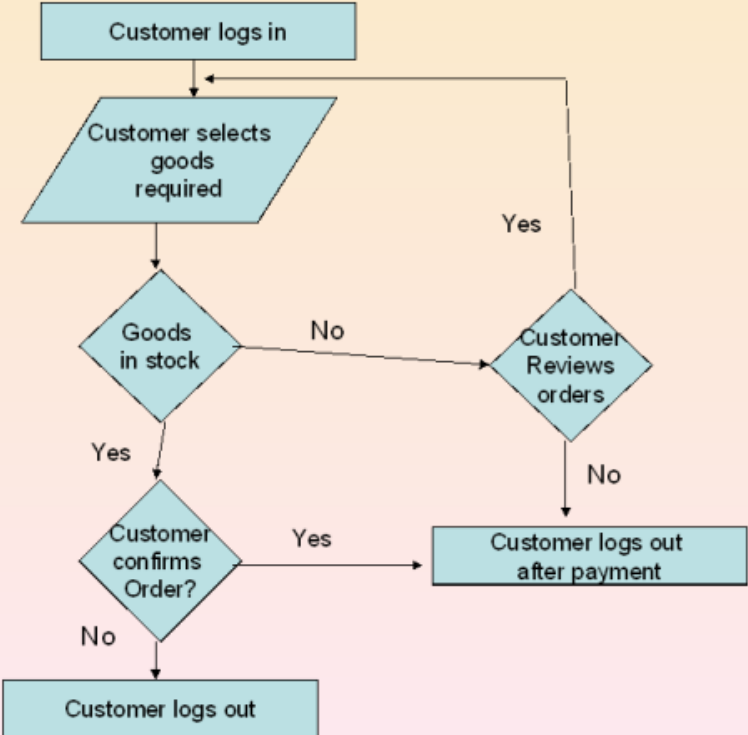 Customer logs in
Customer selects
goods
required
Yes
Goods
in stock
No
Customer
Reviews
orders
Yes
No
Customer
confirms
Order?
Yes
Customer logs out
after payment
No
Customer logs out